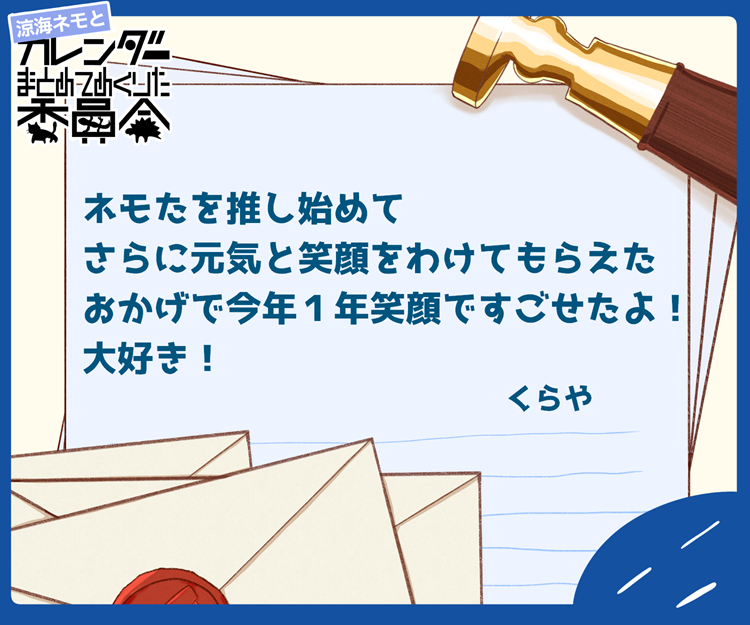 涼海ネモと
カレンダー
まとめてめくりた
委員会
ネモたを推し始めて
さらに元気と笑顔をわけてもらえた
おかげで今年１年笑顔ですごせたよ！
大好き！
くらや